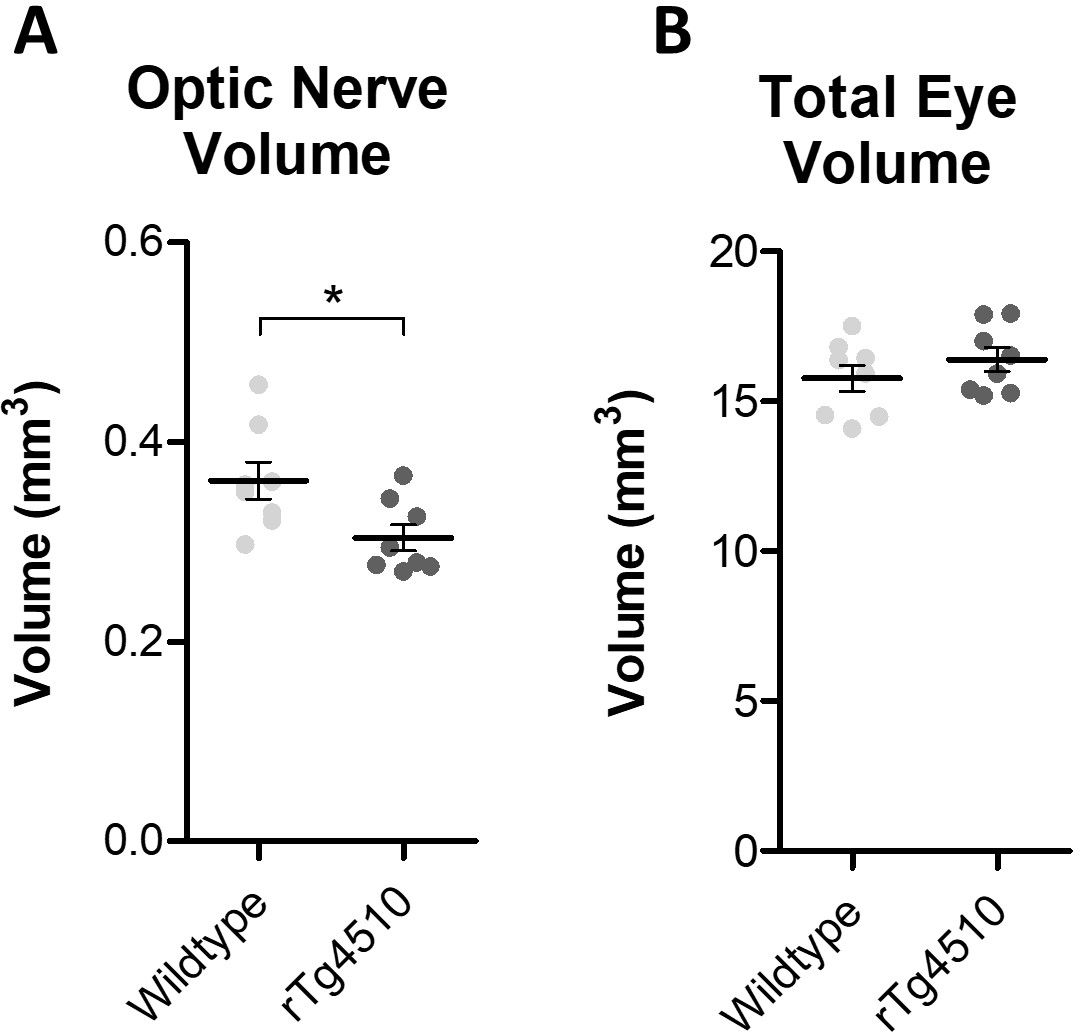 A
Optic Nerve
Volume
Volume (mm³)
0.6
0.4
0.2
0.0
*
Wildtype
rTg4510
B
Total Eye
Volume
Volume (mm³)
20
15
10
5
0
Wildtype
rTg4510